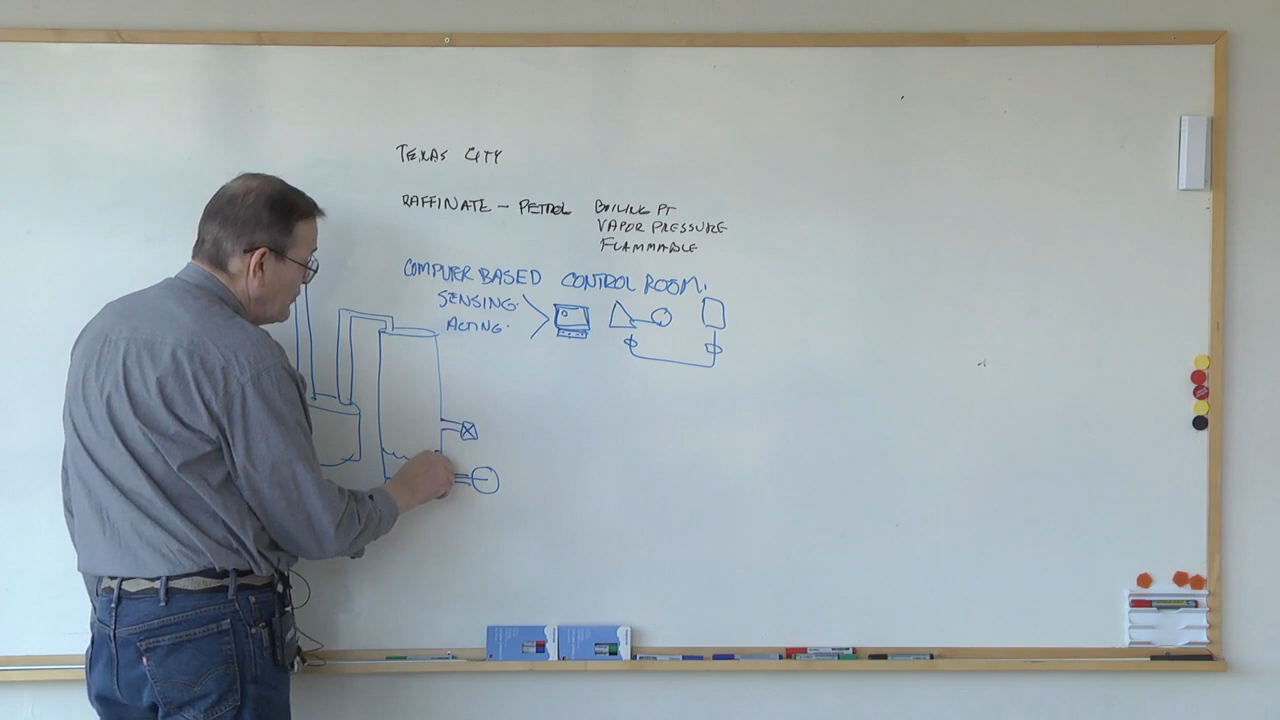 TEXAS CITY
RAFFINATE – PETROL BOILING PT
VAPOR PRESSURE
FLAMMABLE
COMPUTER BASED CONTROL ROOM.
SENSING.
ACTING.